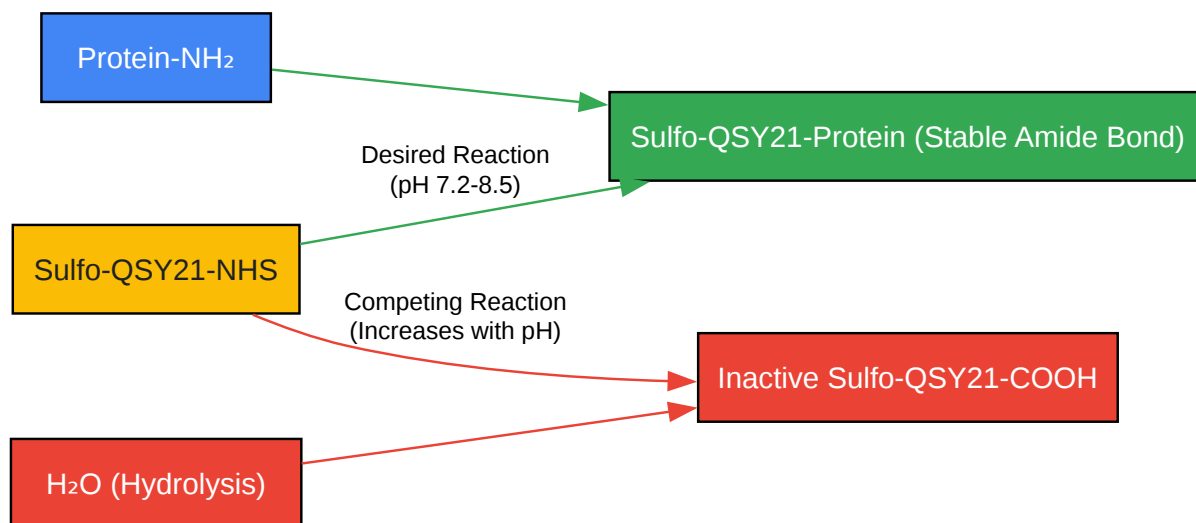 Protein-NH₂
Sulfo-QSY21-Protein (Stable Amide Bond)
Desired Reaction
(pH 7.2-8.5)
Sulfo-QSY21-NHS
Competing Reaction
(Increases with pH)
Inactive Sulfo-QSY21-COOH
H₂O (Hydrolysis)